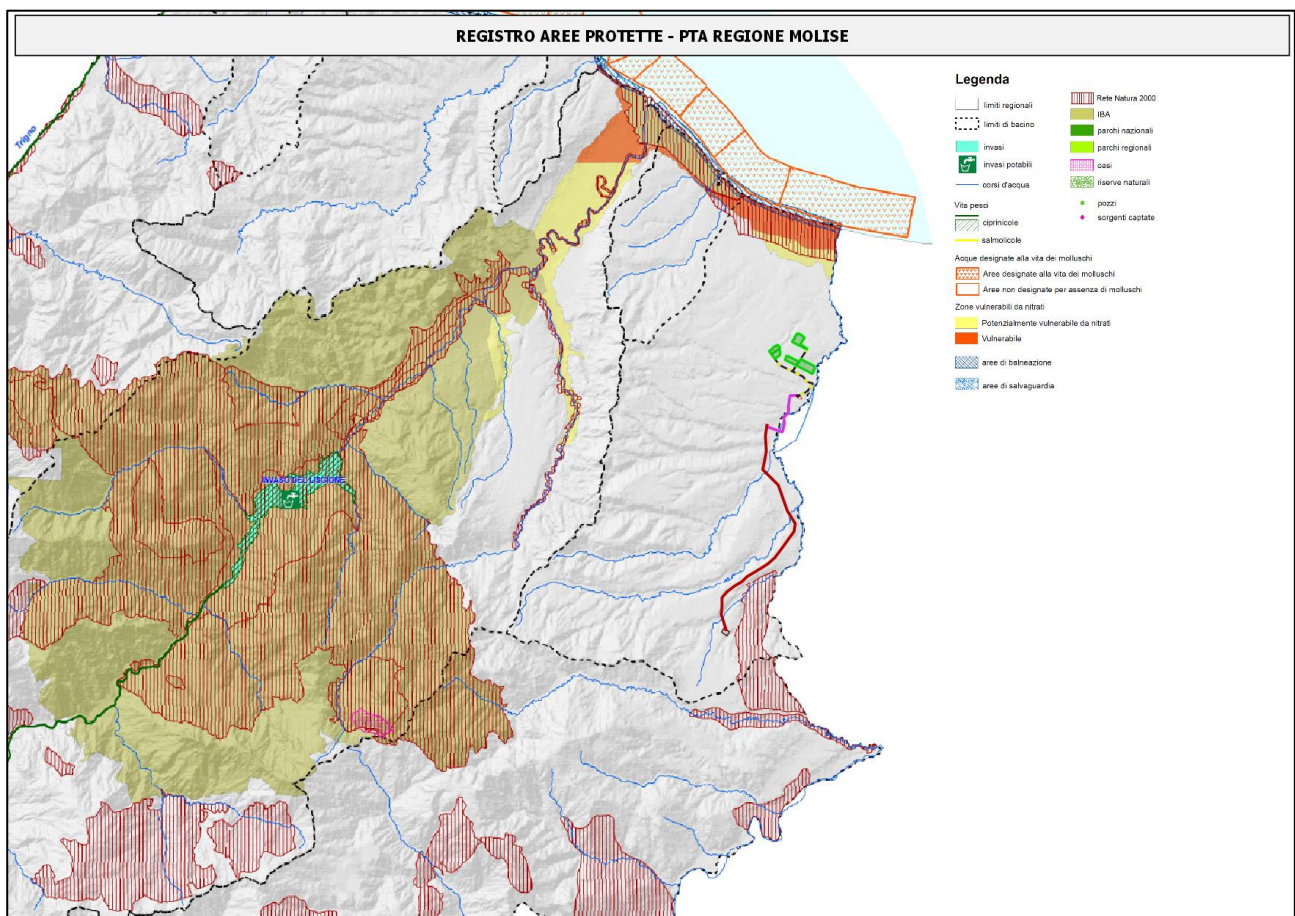 REGISTRO AREE PROTETTE - PTA REGIONE MOLISE
Trigno
INVASO DEL LISCIONE
Legenda
limiti regionali
limiti di bacino
invasi
invasi potabili
corsi d'acqua
Vita pesci
ciprinicole
salmolicole
Acque designate alla vita dei molluschi
Aree designate alla vita dei molluschi
Aree non designate per assenza di molluschi
Zone vulnerabili da nitrati
Potenzialmente vulnerabile da nitrati
Vulnerabile
aree di balneazione
aree di salvaguardia
Rete Natura 2000
IBA
parchi nazionali
parchi regionali
oasi
riserve naturali
pozzi
sorgenti captate